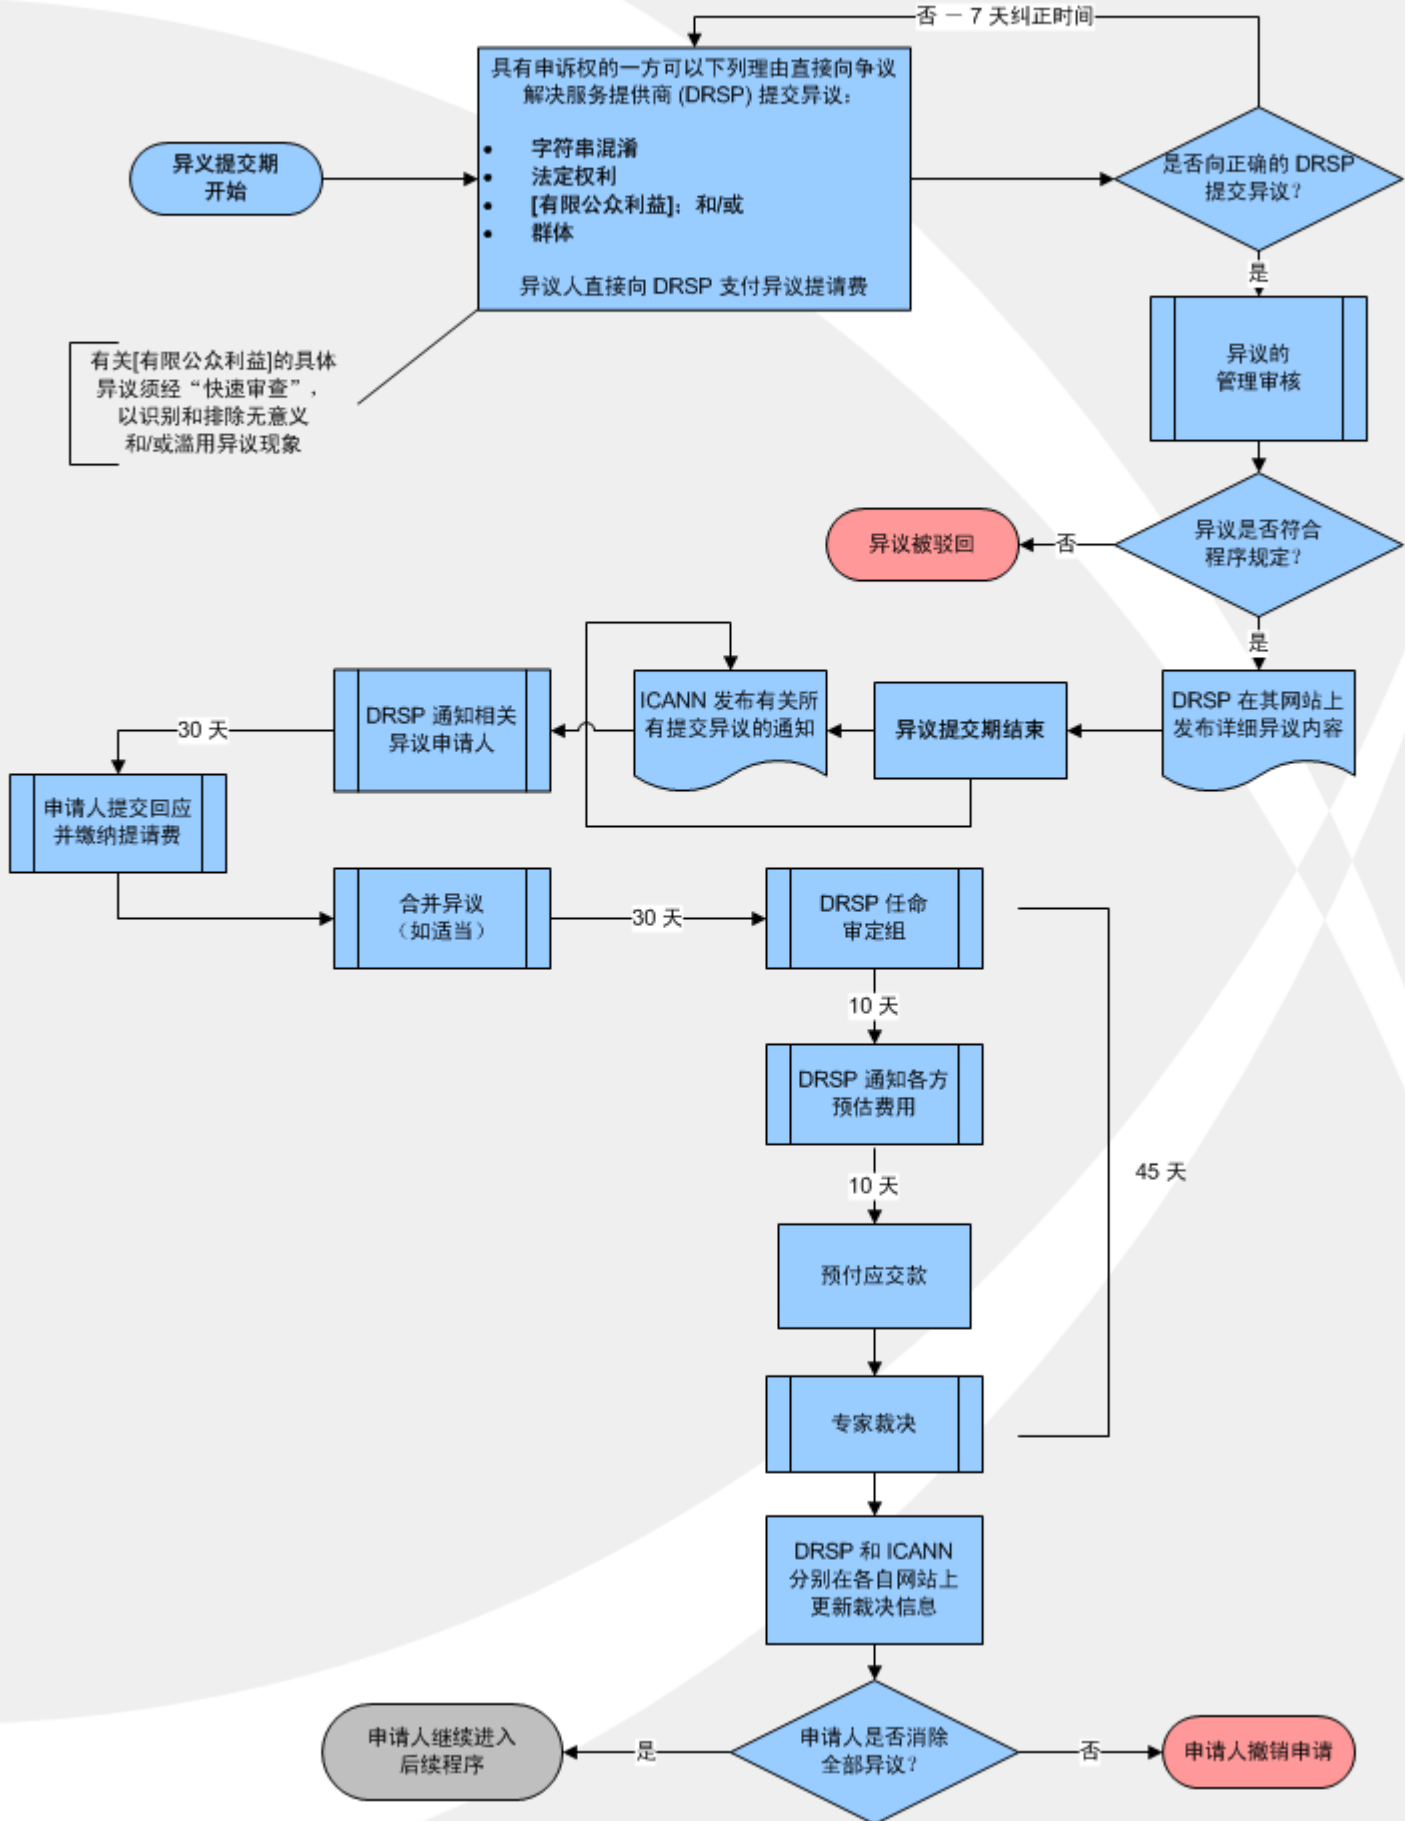 否 － 7 天纠正时间
具有申诉权的一方可以下列理由直接向争议
解决服务提供商 (DRSP) 提交异议：
• 字符串混淆
• 法定权利
• [有限公众利益]；和/或
• 群体
异议人直接向 DRSP 支付异议提请费
异义提交期
开始
是否向正确的 DRSP
提交异议？
是
异议的
管理审核
有关[有限公众利益]的具体
异议须经“快速审查”，
以识别和排除无意义
和/或滥用异议现象
异议是否符合
程序规定？
否
异议被驳回
是
DRSP 在其网站上
发布详细异议内容
异议提交期结束
ICANN 发布有关所
有提交异议的通知
DRSP 通知相关
异议申请人
30 天
申请人提交回应
并缴纳提请费
合并异议
（如适当）
30 天
DRSP 任命
审定组
10 天
DRSP 通知各方
预估费用
10 天
45 天
预付应交款
专家裁决
DRSP 和 ICANN
分别在各自网站上
更新裁决信息
申请人是否消除
全部异议？
是
申请人继续进入
后续程序
否
申请人撤销申请